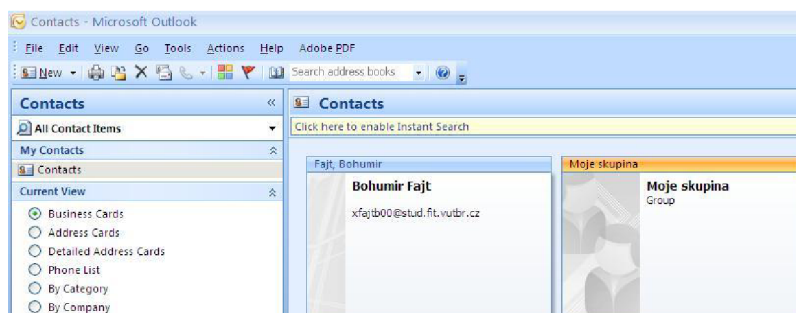 Contacts - Microsoft Outlook
File Edit View Go Tools Actions Help Adobe PDF
New Search address books
Contacts «
All Contact Items
My Contacts
Contacts
Current View
Business Cards
Address Cards
Detailed Address Cards
Phone List
By Category
By Company
Contacts
Click here to enable Instant Search
Fajt, Bohumir
Bohumir Fajt
xfajtb00@stud.fit.vutbr.cz
Moje skupina
Moje skupina
Group